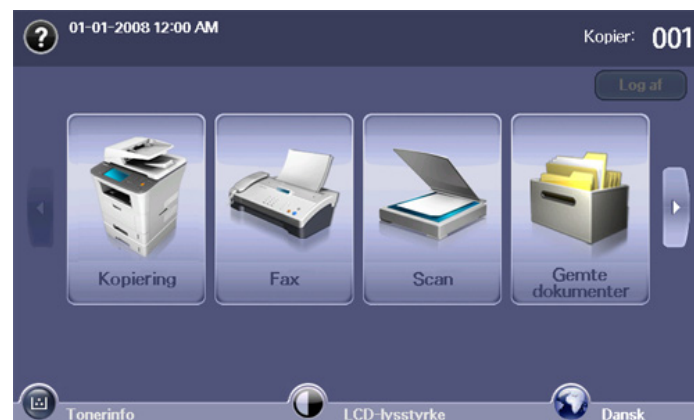 01-01-2008 12:00 AM
Kopier: 001
Log af
Kopiering
Fax
Scan
Gemte
dokumenter
Tonerinfo
LCD-lysstyrke
Dansk